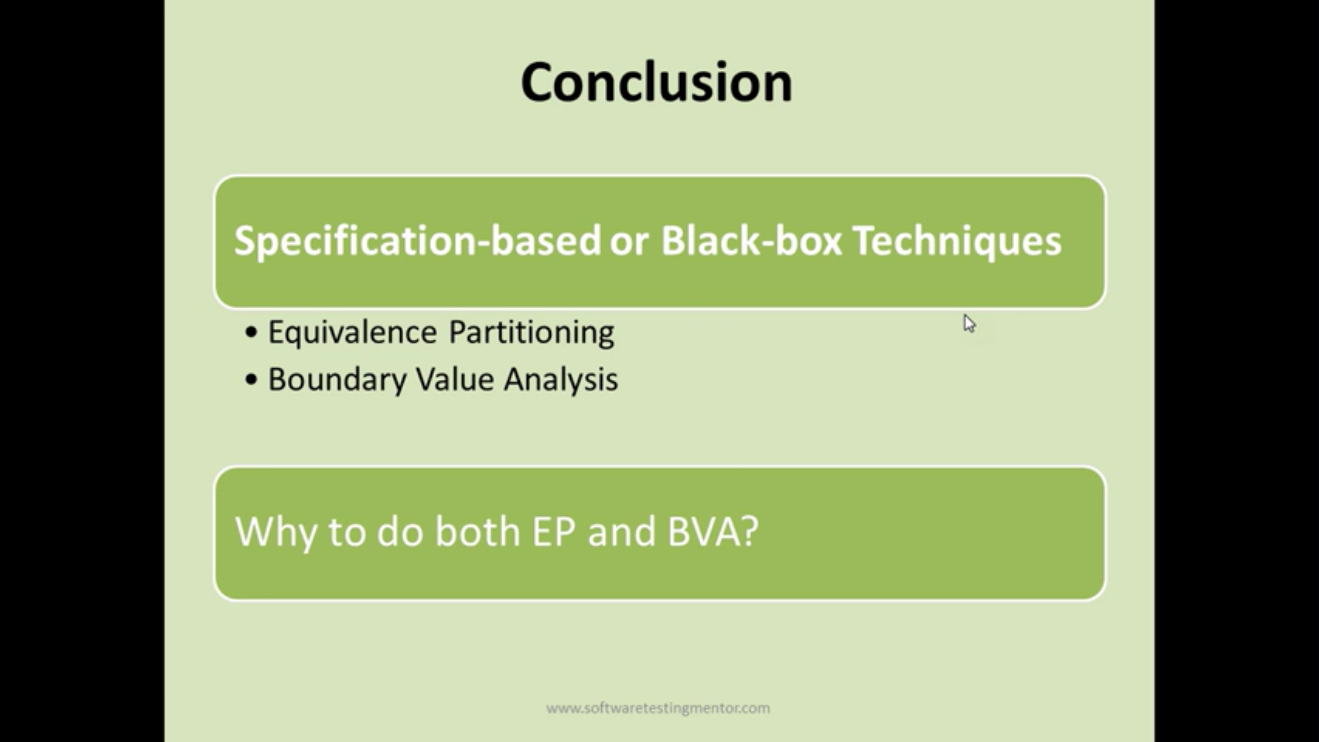 Conclusion
Specification-based or Black-box Techniques
• Equivalence Partitioning
• Boundary Value Analysis
Why to do both EP and BVA?
www.softwaretestingmentor.com